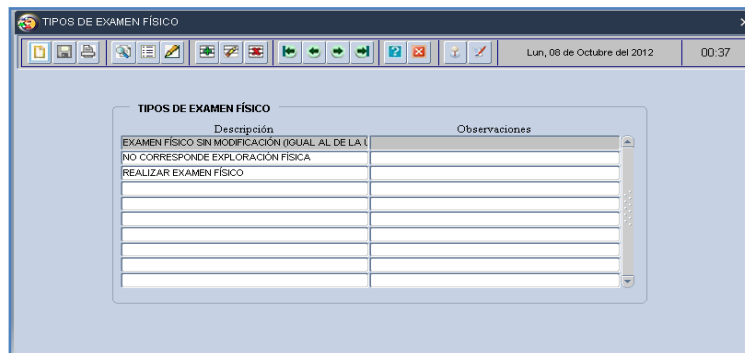 TIPOS DE EXAMEN FÍSICO
Lun, 08 de Octubre del 2012 00:37
TIPOS DE EXAMEN FÍSICO
Descripción Observaciones
EXAMEN FÍSICO SIN MODIFICACIÓN (IGUAL AL DE LA
NO CORRESPONDE EXPLORACIÓN FÍSICA
REALIZAR EXAMEN FÍSICO